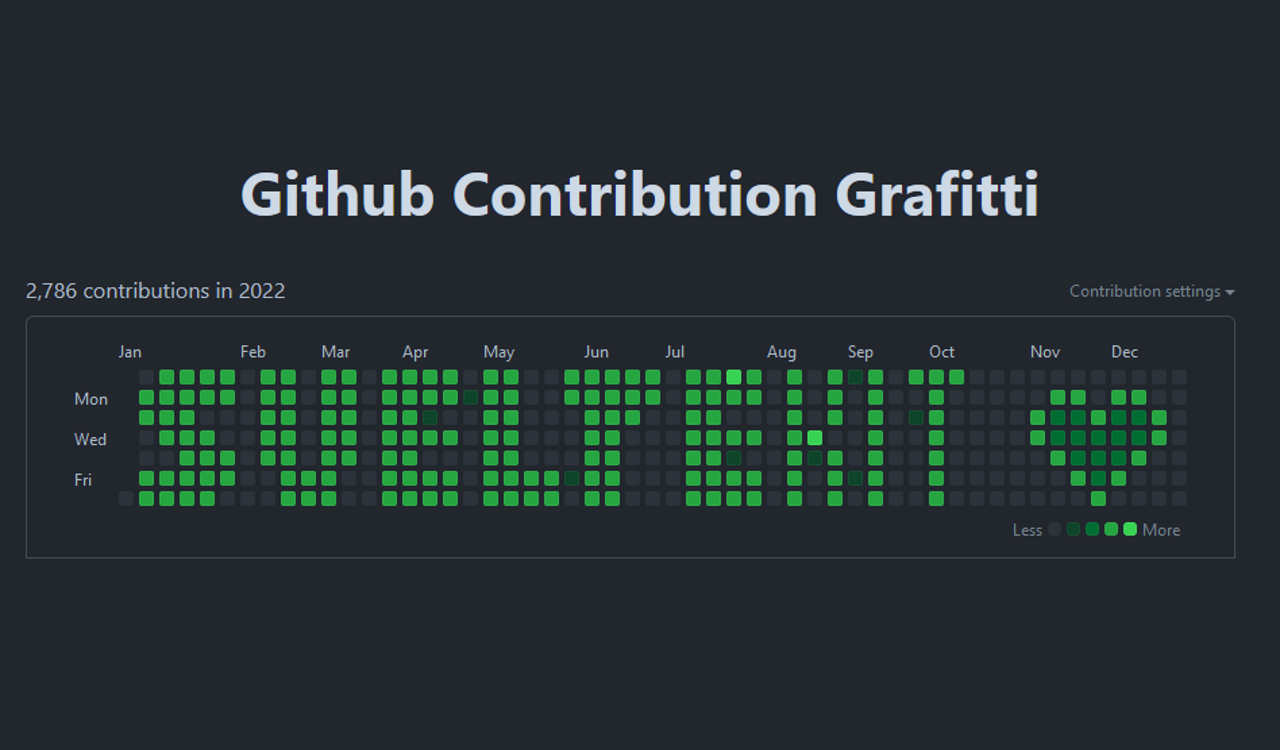 Github Contribution Grafitti
2,786 contributions in 2022 Contribution settings
Jan Feb Mar Apr May Jun Jul Aug Sep Oct Nov Dec
Mon
Wed
SVELTEKIT
Fri
Less More